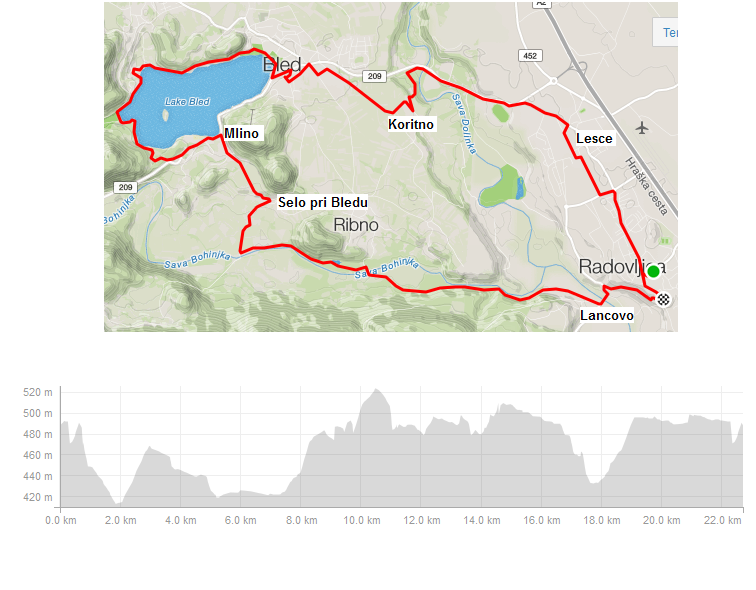 A2
Ter
Bled
452
209
Lake Bled
Sava Dolinka
Koritno
Mlino
Lesce
Hraška cesta
209
Selo pri Bledu
Bohinjka
Ribno
Sava Bohinjka
Sava Bohinjka
Radovljica
Lancovo
520 m
500 m
480 m
460 m
440 m
420 m
0.0 km 2.0 km 4.0 km 6.0 km 8.0 km 10.0 km 12.0 km 14.0 km 16.0 km 18.0 km 20.0 km 22.0 km